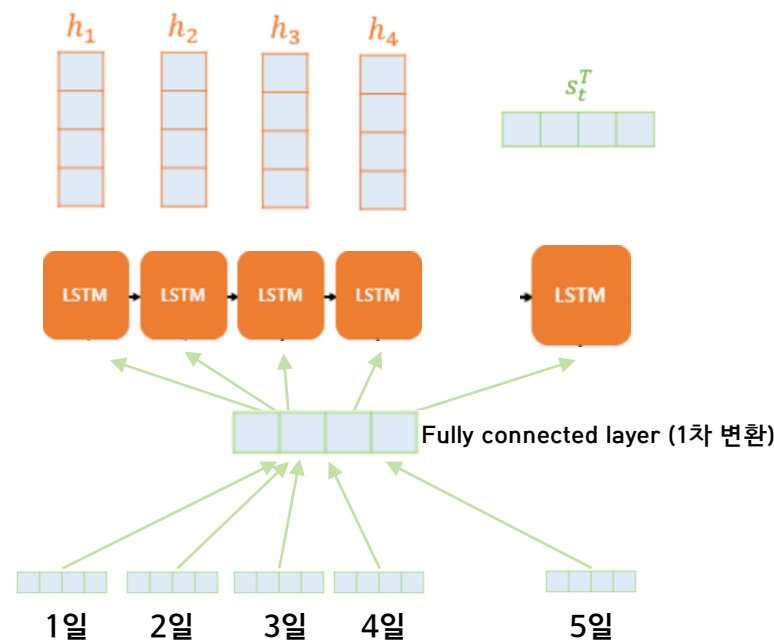 h₁ h₂ h₃ h₄
sₜᵀ
LSTM LSTM LSTM LSTM LSTM
Fully connected layer (1차 변환)
1일 2일 3일 4일 5일